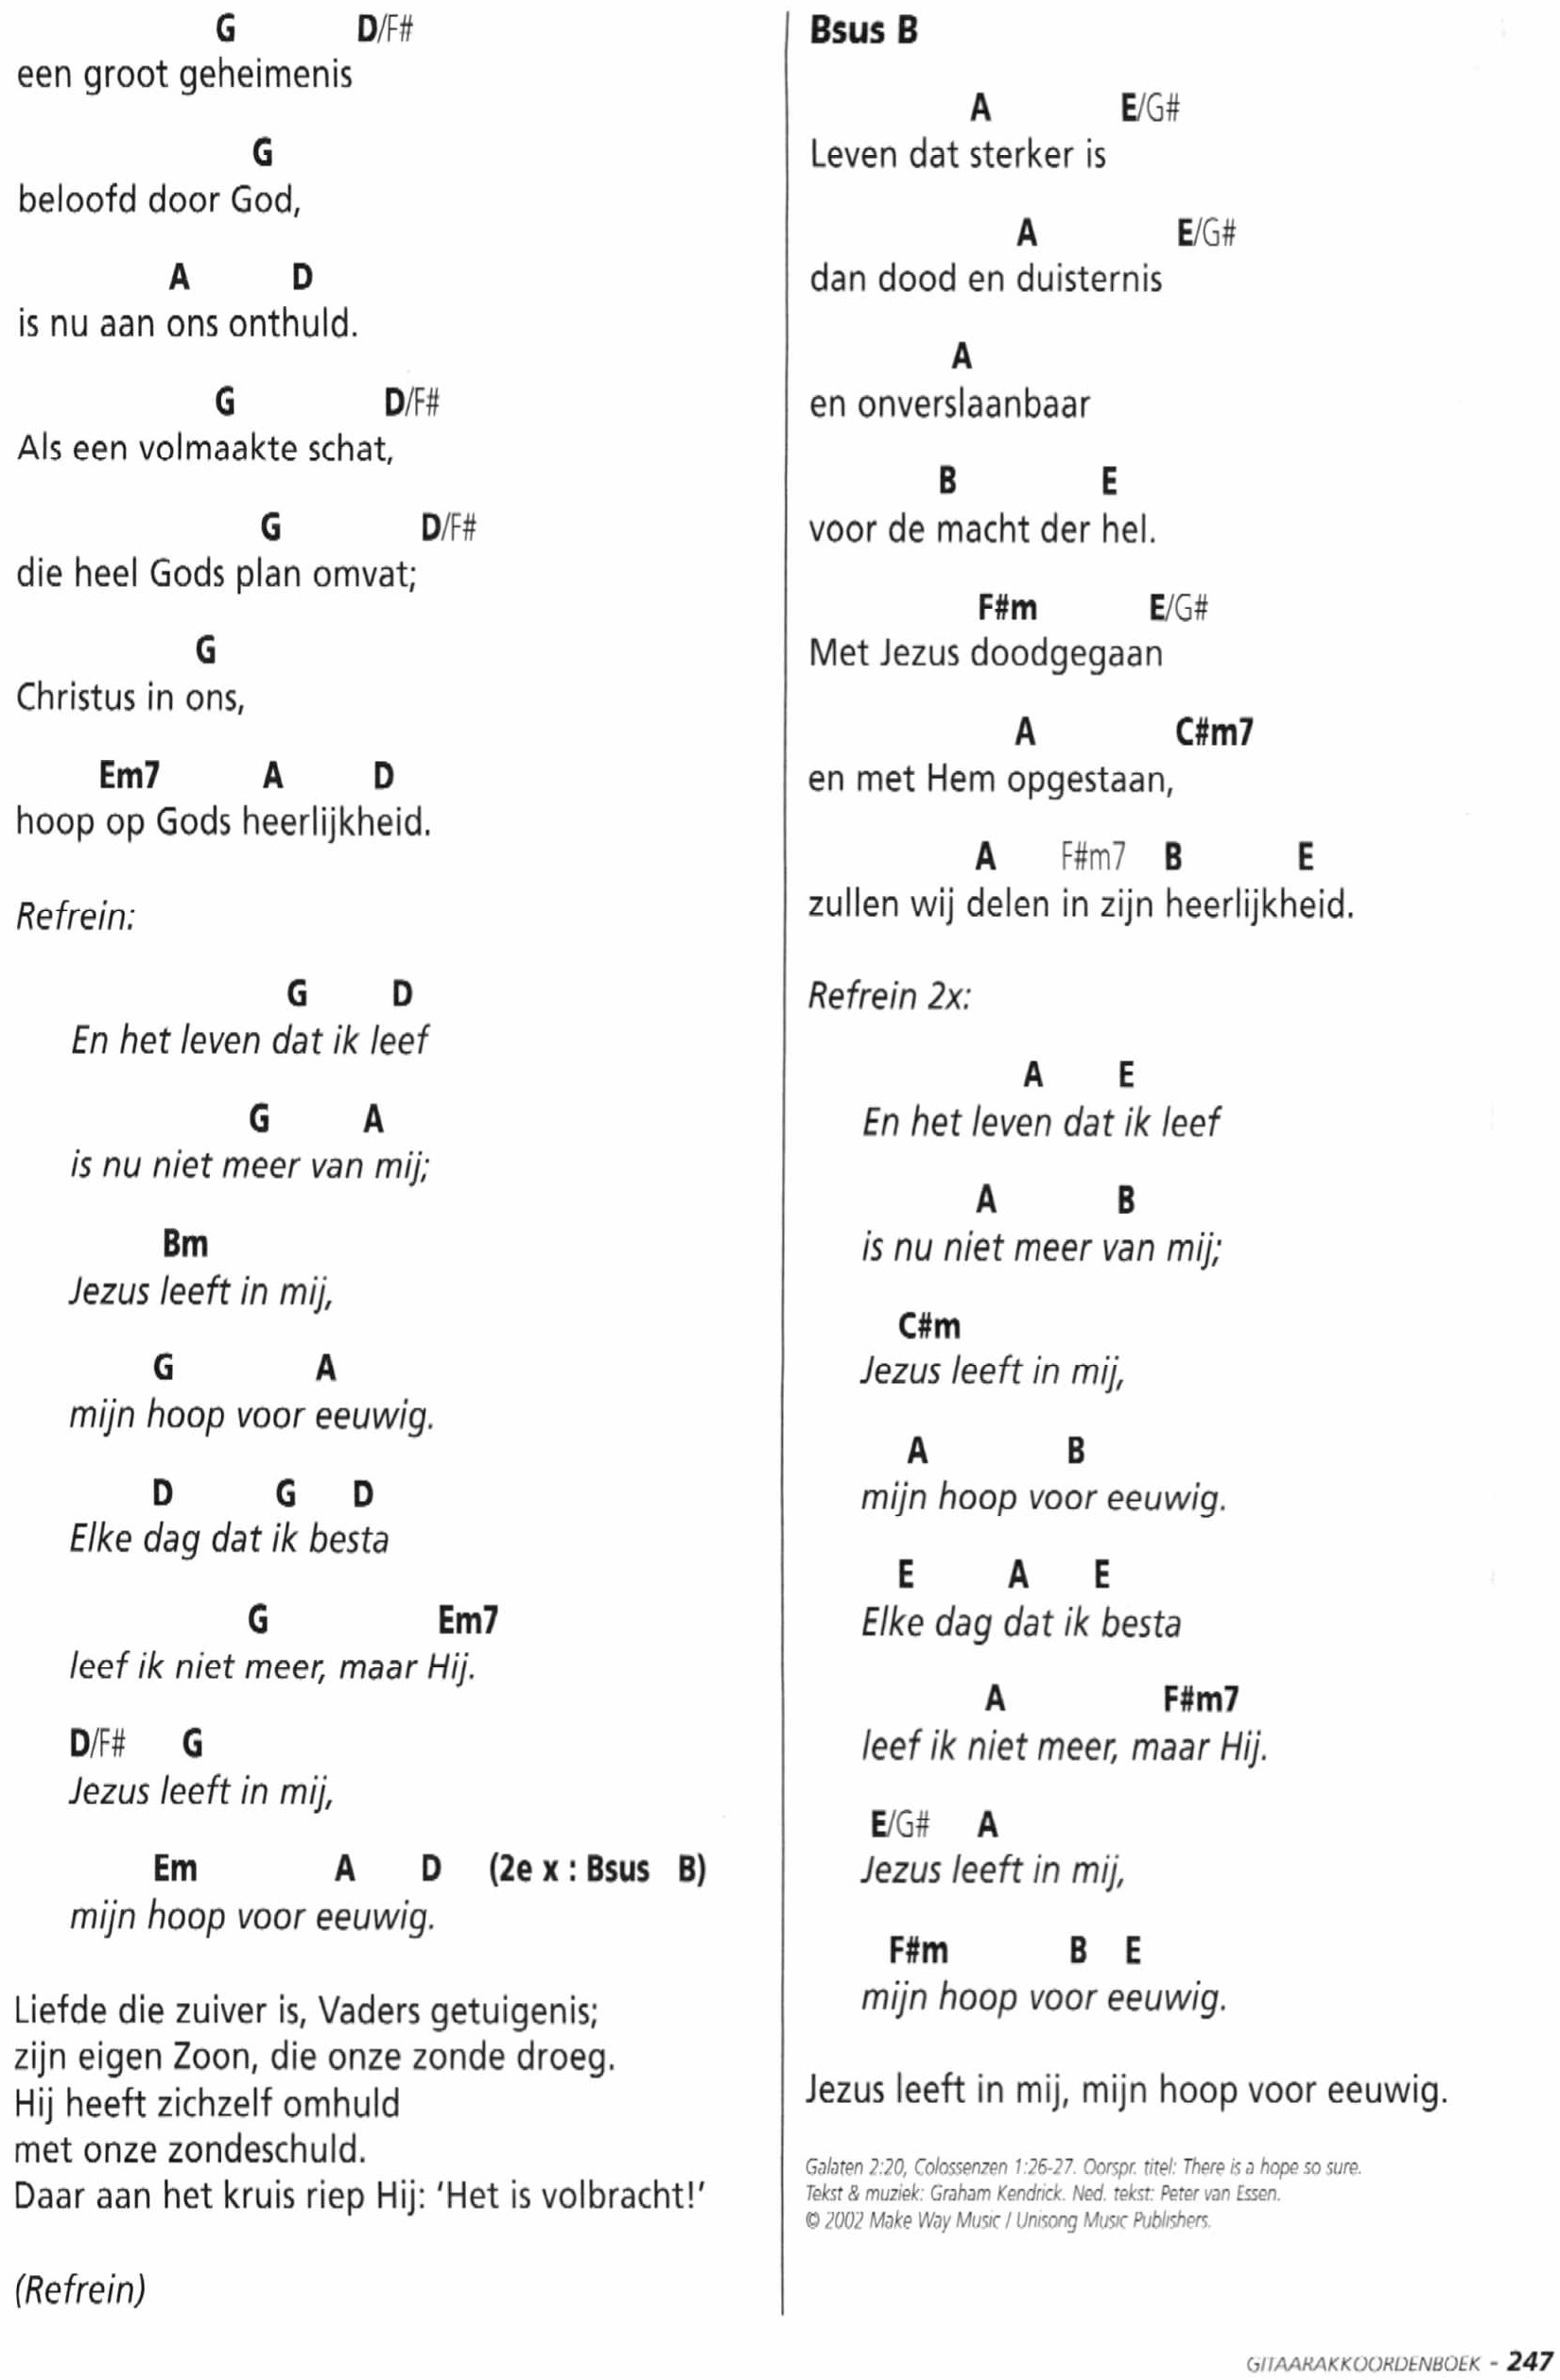 G D/F#
een groot geheimenis
G
beloofd door God,
A D
is nu aan ons onthuld.
G D/F#
Als een volmaakte schat,
G D/F#
die heel Gods plan omvat;
G
Christus in ons,
Em7 A D
hoop op Gods heerlijkheid.
Refrein:
G D
En het leven dat ik leef
G A
is nu niet meer van mij;
Bm
Jezus leeft in mij,
G A
mijn hoop voor eeuwig.
D G D
Elke dag dat ik besta
G Em7
leef ik niet meer, maar Hij.
D/F# G
Jezus leeft in mij,
Em A D (2e x : Bsus B)
mijn hoop voor eeuwig.
Liefde die zuiver is, Vaders getuigenis;
zijn eigen Zoon, die onze zonde droeg.
Hij heeft zichzelf omhuld
met onze zondeschuld.
Daar aan het kruis riep Hij: ‘Het is volbracht!’
(Refrein)
Bsus B
A E/G#
Leven dat sterker is
A E/G#
dan dood en duisternis
A
en onverslaanbaar
B E
voor de macht der hel.
F#m E/G#
Met Jezus doodgegaan
A C#m7
en met Hem opgestaan,
A F#m7 B E
zullen wij delen in zijn heerlijkheid.
Refrein 2x:
A E
En het leven dat ik leef
A B
is nu niet meer van mij;
C#m
Jezus leeft in mij,
A B
mijn hoop voor eeuwig.
E A E
Elke dag dat ik besta
A F#m7
leef ik niet meer, maar Hij.
E/G# A
Jezus leeft in mij,
F#m B E
mijn hoop voor eeuwig.
Jezus leeft in mij, mijn hoop voor eeuwig.
Galaten 2:20, Colossenzen 1:26-27. Oorspr. titel: There is a hope so sure.
Tekst & muziek: Graham Kendrick. Ned. tekst: Peter van Essen.
© 2002 Make Way Music / Unisong Music Publishers.
GITAARAKKOORDENBOEK - 247